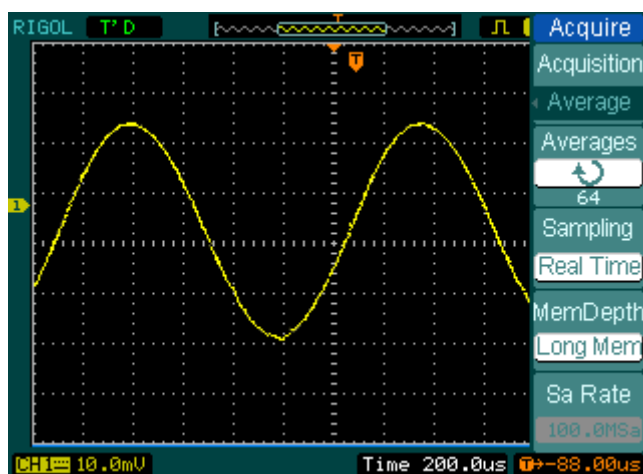 RIGOL T'D Acquire
T
Acquisition
Average
Averages
1
64
Sampling
Real Time
MemDepth
Long Mem
Sa Rate
100.0MSa
CH1 10.0mV Time 200.0us T→-88.00us